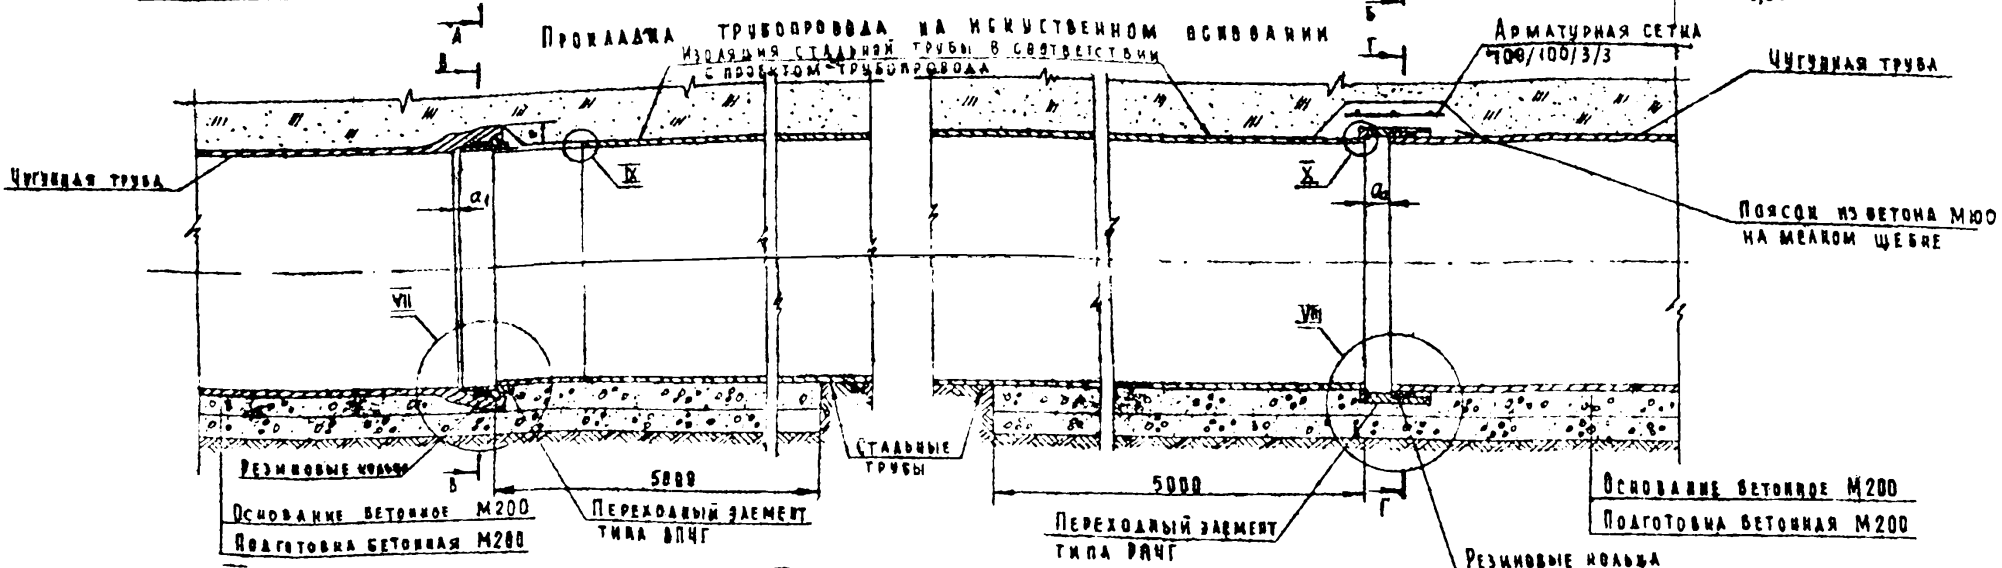 Прокладка трубопровода на искуственном основании
Изоляция стальной трубы в соответствии
с проектом трубопровода
А
В
Б
Г
Арматурная сетка
100/100/3/3
Чугунная труба
Чугунная труба
IX
X
a₁
Поясок из бетона М100
на мелком щебне
VII
VIII
Стальные
трубы
Резиновые кольца
В
5000
5000
Г
Основание бетонное М200
Подготовка бетонная М200
Переходный элемент
типа
Переходный элемент
типа
Основание бетонное М200
Подготовка бетонная М200
Резиновые кольца